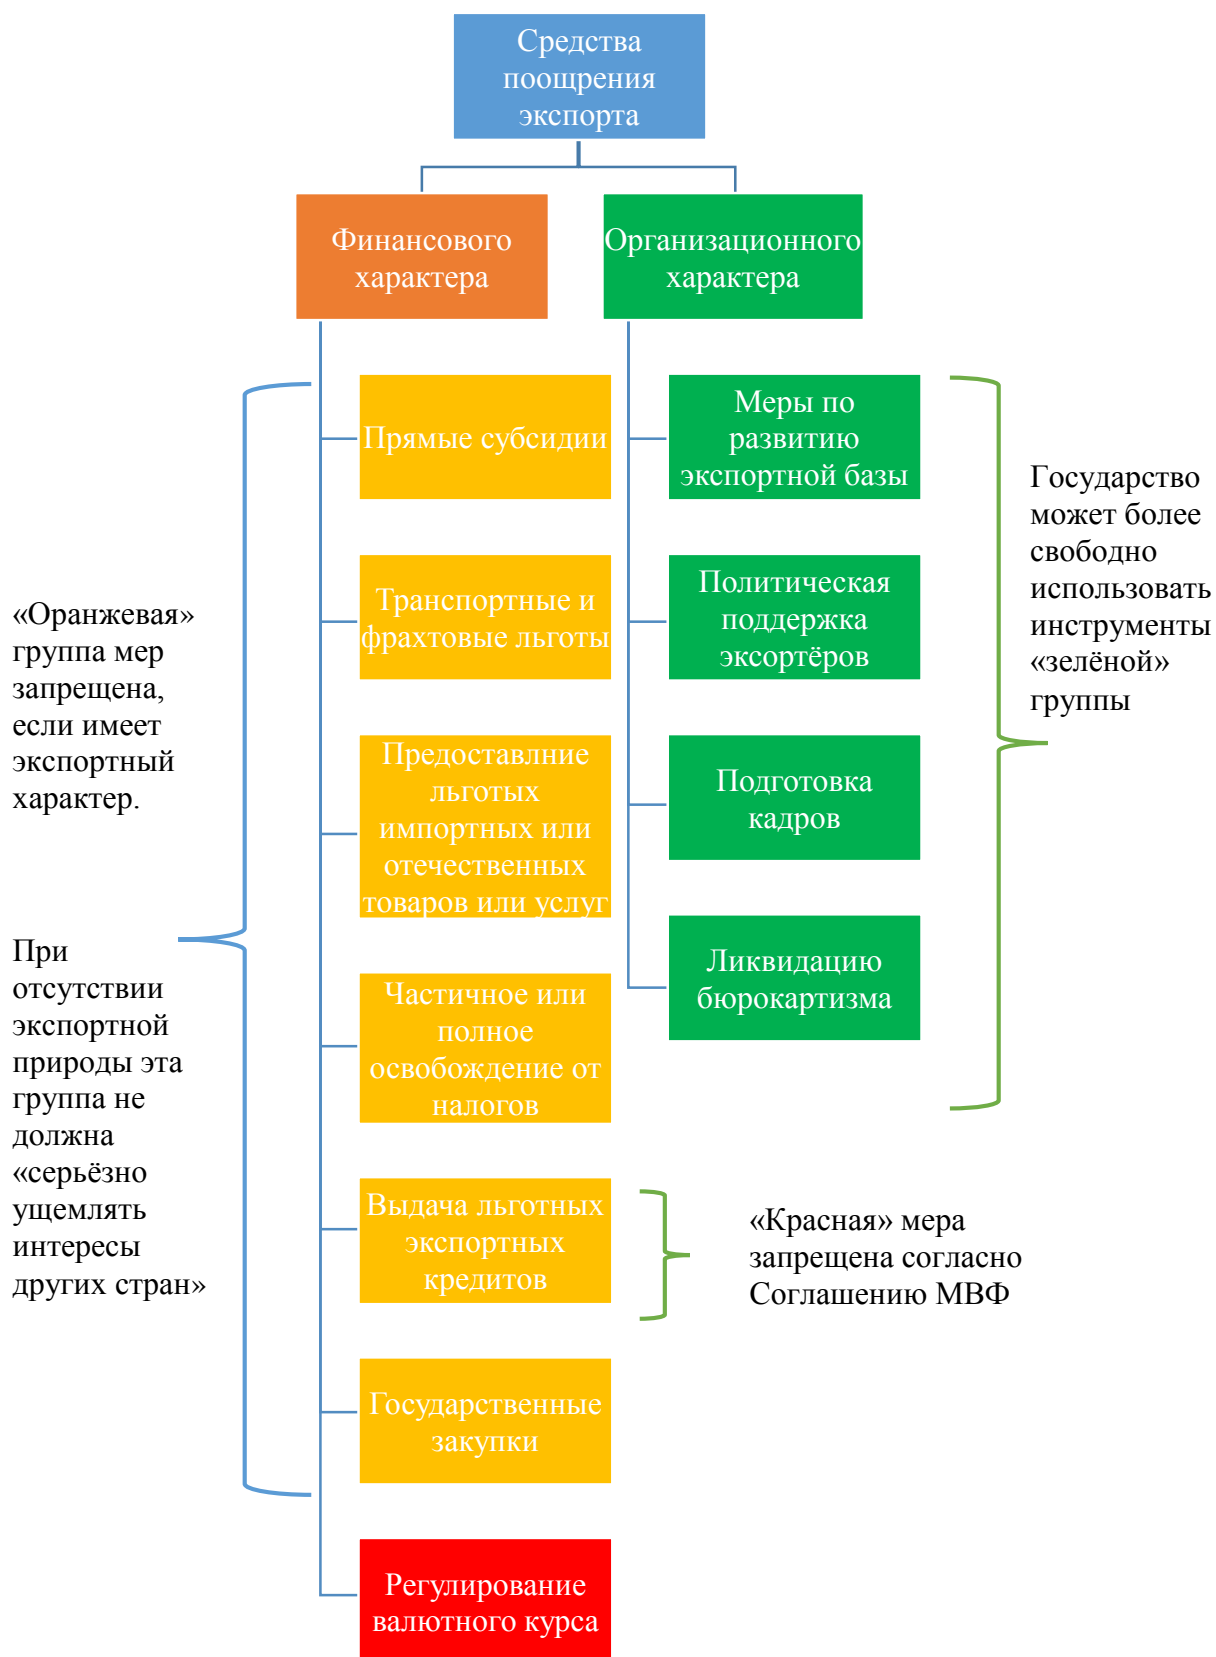 Средства
поощрения
экспорта
Финансового
характера
Организационного
характера
Прямые субсидии
Транспортные и
фрахтовые льготы
Предоставлние
льготых
импортных или
отечественных
товаров или услуг
Частичное или
полное
освобождение от
налогов
Выдача льготных
экспортных
кредитов
Государственные
закупки
Регулирование
валютного курса
Меры по
развитию
экспортной базы
Политическая
поддержка
эксортёров
Подготовка
кадров
Ликвидацию
бюрокартизма
«Оранжевая»
группа мер
запрещена,
если имеет
экспортный
характер.
При
отсутствии
экспортной
природы эта
группа не
должна
«серьёзно
ущемлять
интересы
других стран»
Государство
может более
свободно
использовать
инструменты
«зелёной»
группы
«Красная» мера
запрещена согласно
Соглашению МВФ